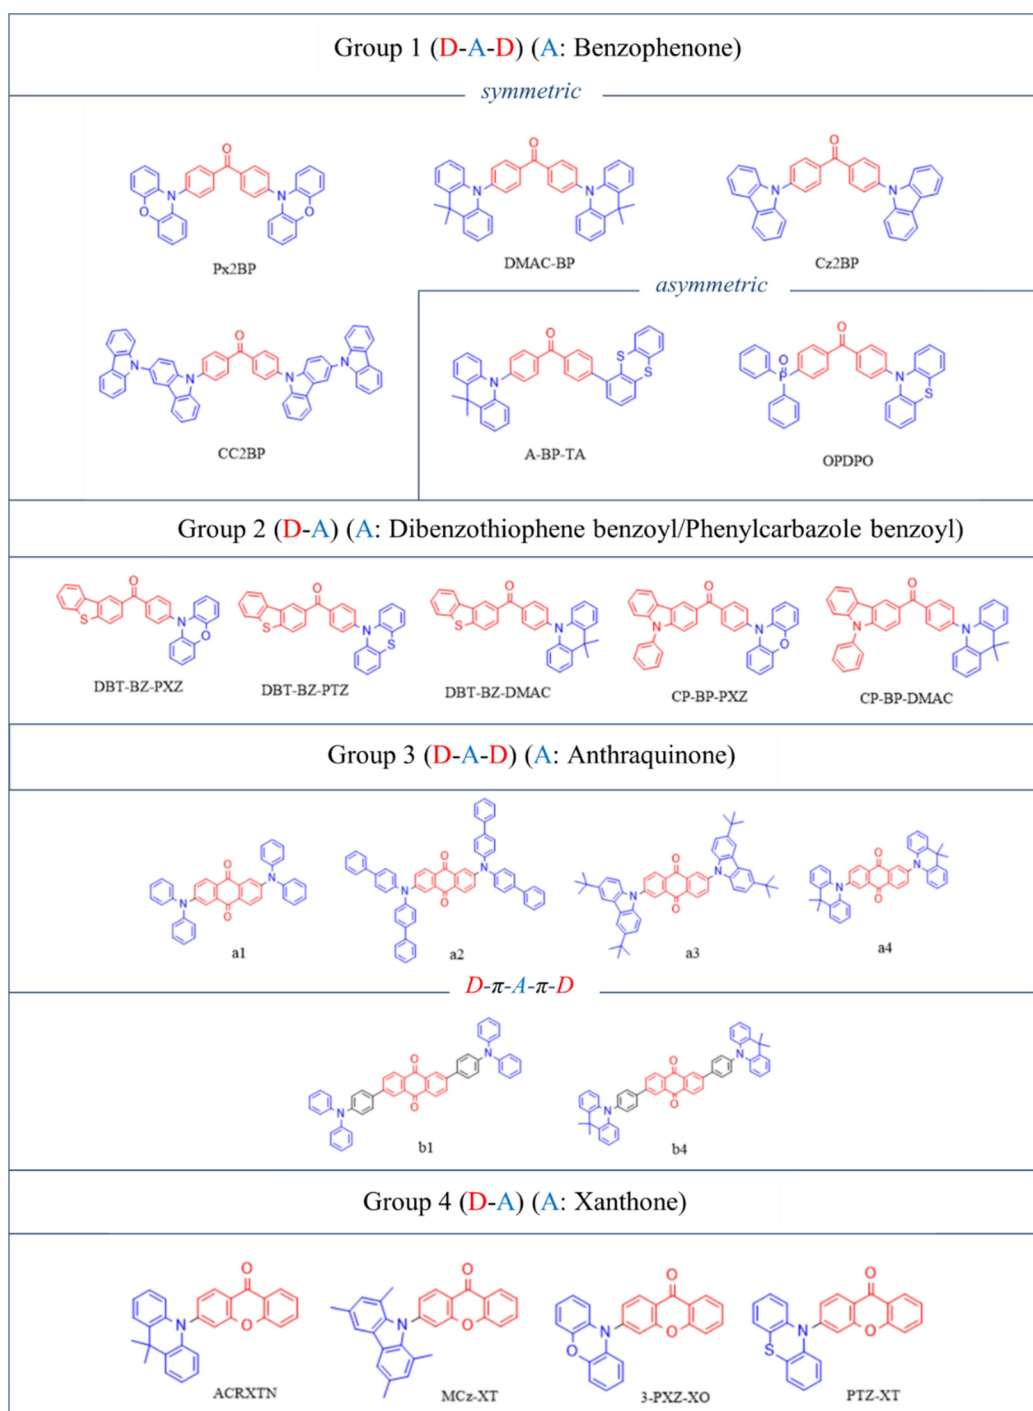 Group 1 (D-A-D) (A: Benzophenone)
symmetric
Px2BP
DMAC-BP
Cz2BP
asymmetric
CC2BP
A-BP-TA
OPDPO
Group 2 (D-A) (A: Dibenzothiophene benzoyl/Phenylcarbazole benzoyl)
DBT-BZ-PXZ
DBT-BZ-PTZ
DBT-BZ-DMAC
CP-BP-PXZ
CP-BP-DMAC
Group 3 (D-A-D) (A: Anthraquinone)
a1
a2
a3
a4
D-π-A-π-D
b1
b4
Group 4 (D-A) (A: Xanthone)
ACRXTN
MCz-XT
3-PXZ-XO
PTZ-XT